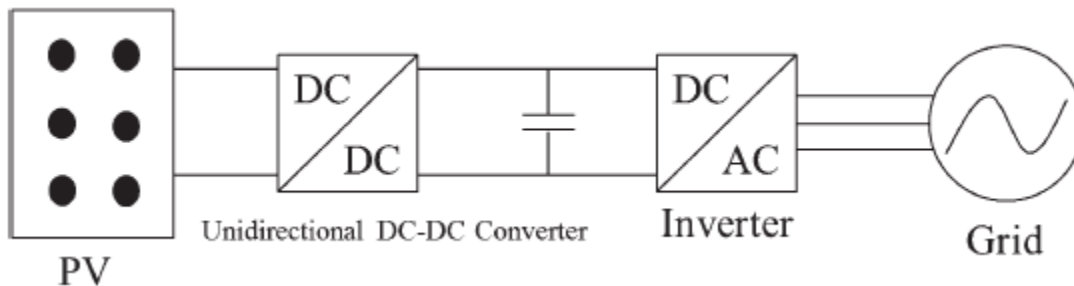 DC
DC
DC
AC
Unidirectional DC-DC Converter
Inverter
Grid
PV